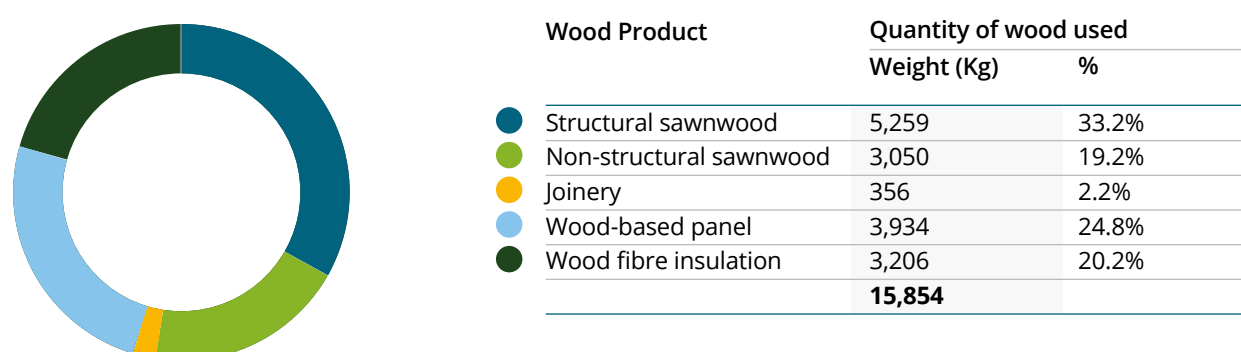 Wood Product Quantity of wood used
Weight (Kg) %
Structural sawnwood 5,259 33.2%
Non-structural sawnwood 3,050 19.2%
Joinery 356 2.2%
Wood-based panel 3,934 24.8%
Wood fibre insulation 3,206 20.2%
15,854